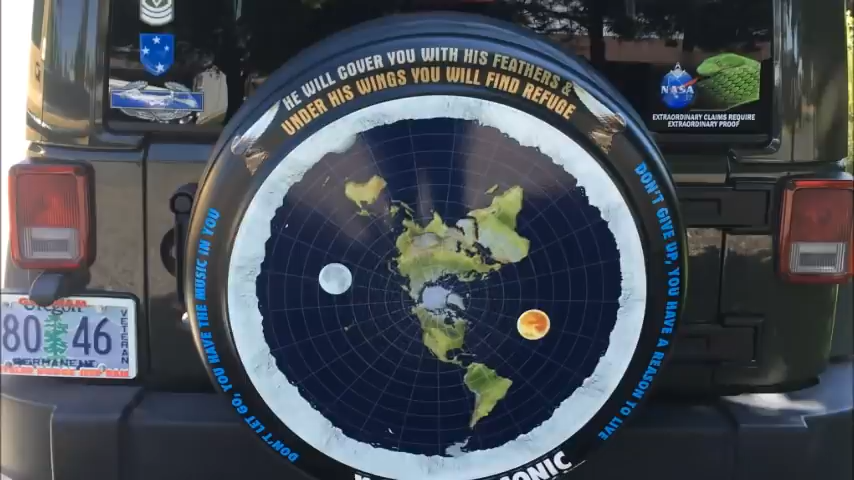 HE WILL COVER YOU WITH HIS FEATHERS &
UNDER HIS WINGS YOU WILL FIND REFUGE
NASA
EXTRAORDINARY CLAIMS REQUIRE
EXTRAORDINARY PROOF
DON'T GIVE UP, YOU HAVE A REASON TO LIVE
DON'T LET GO, YOU HAVE THE MUSIC IN YOU
Oregon
80 46
VETERAN
PERMANENT